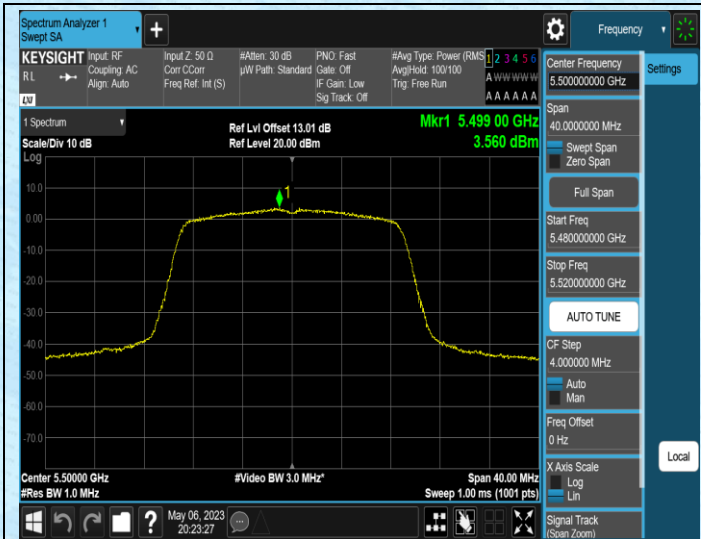 Spectrum Analyzer 1
Swept SA
Frequency
KEYSIGHT
R L
LXI
Input: RF
Coupling: AC
Align: Auto
Input Z: 50 Ω
Corr CCorr
Freq Ref: Int (S)
#Atten: 30 dB
µW Path: Standard
PNO: Fast
Gate: Off
IF Gain: Low
Sig Track: Off
#Avg Type: Power (RMS
Avg|Hold: 100/100
Trig: Free Run
1 2 3 4 5 6
A W W W W W
A A A A A A
1 Spectrum
Scale/Div 10 dB
Log
Ref Lvl Offset 13.01 dB
Ref Level 20.00 dBm
Mkr1 5.499 00 GHz
3.560 dBm
1
10.0
0.00
-10.0
-20.0
-30.0
-40.0
-50.0
-60.0
-70.0
Center 5.50000 GHz
#Res BW 1.0 MHz
#Video BW 3.0 MHz*
Span 40.00 MHz
Sweep 1.00 ms (1001 pts)
May 06, 2023
20:23:27
Center Frequency
5.500000000 GHz
Settings
Span
40.0000000 MHz
Swept Span
Zero Span
Full Span
Start Freq
5.480000000 GHz
Stop Freq
5.520000000 GHz
AUTO TUNE
CF Step
4.000000 MHz
Auto
Man
Freq Offset
0 Hz
Local
X Axis Scale
Log
Lin
Signal Track
(Span Zoom)